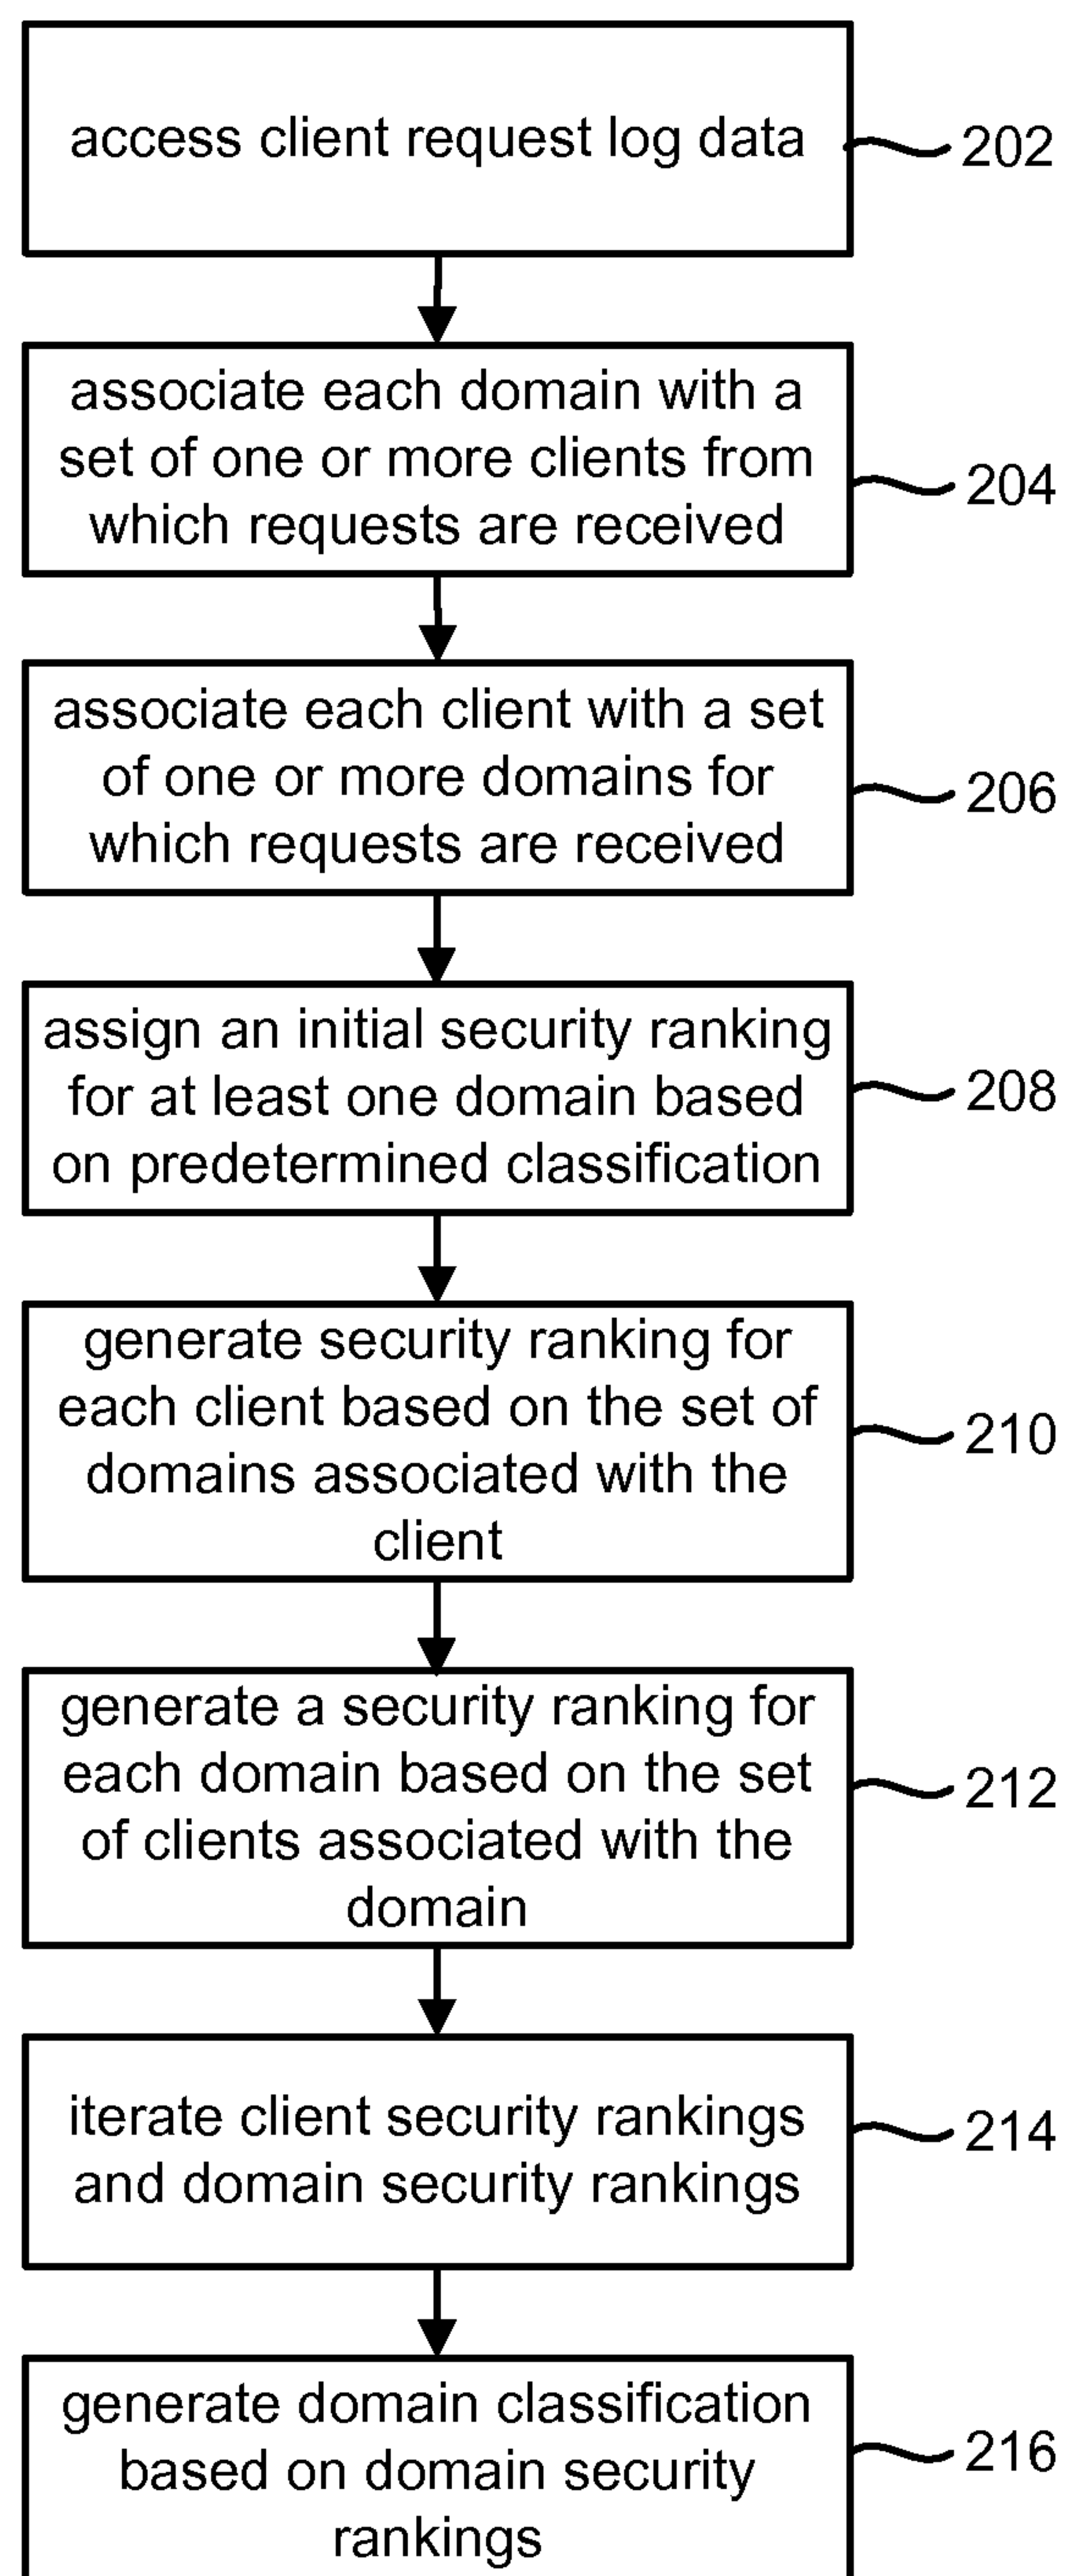 access client request log data
202
associate each domain with a
set of one or more clients from
which requests are received
204
associate each client with a set
of one or more domains for
which requests are received
206
assign an initial security ranking
for at least one domain based
on predetermined classification
208
generate security ranking for
each client based on the set of
domains associated with the
client
210
generate a security ranking for
each domain based on the set
of clients associated with the
domain
212
iterate client security rankings
and domain security rankings
214
generate domain classification
based on domain security
rankings
216